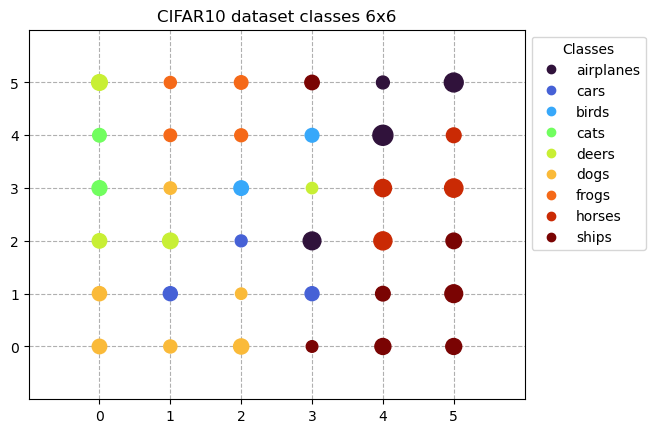 CIFAR10 dataset classes 6x6
5
4
3
2
1
0
0 1 2 3 4 5
Classes
airplanes
cars
birds
cats
deers
dogs
frogs
horses
ships